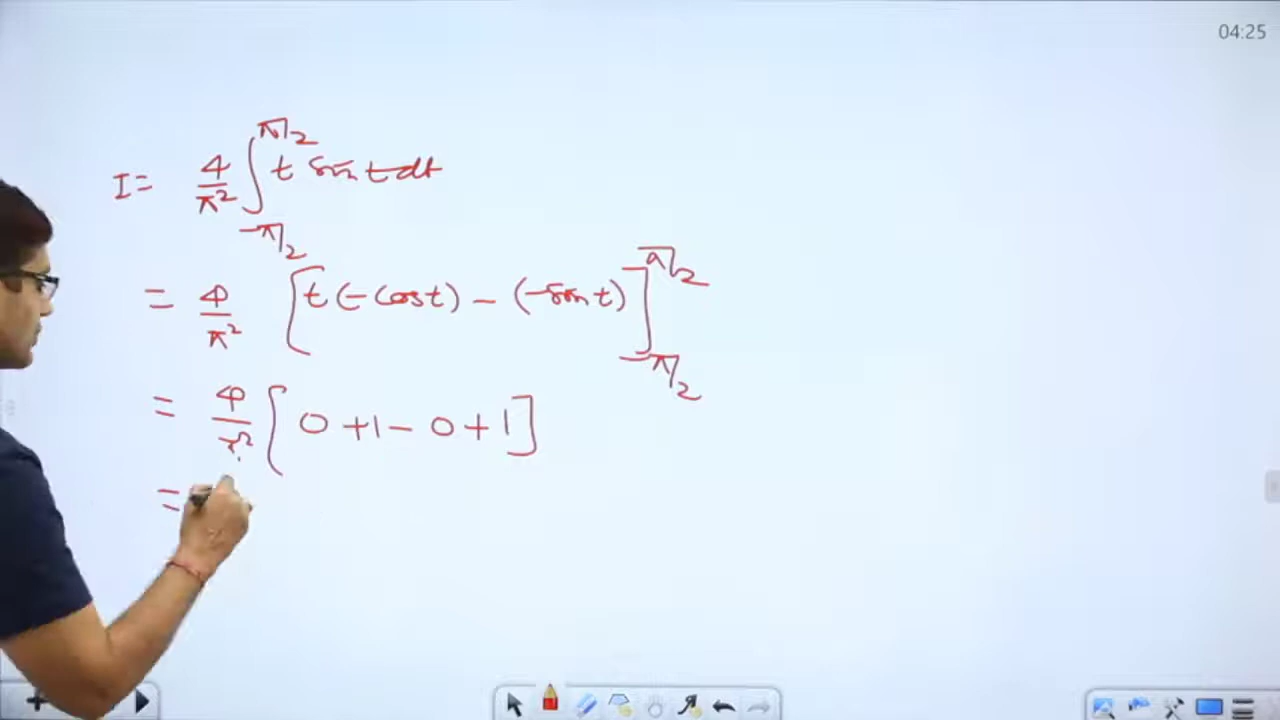 04:25
I = 4/π² ∫_{-π/2}^{π/2} t sin t dt
= 4/π² [t (-cos t) - (-sin t)]_{-π/2}^{π/2}
= 4/π² [0 + 1 - 0 + 1]
=